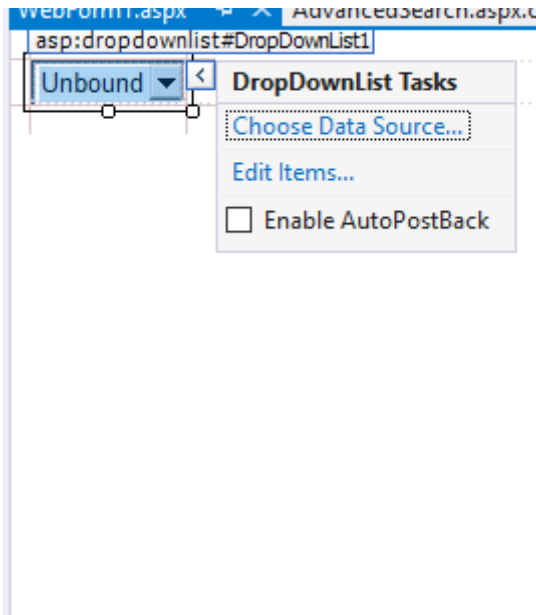 WebForm1.aspx AdvancedSearch.aspx.c
asp:dropdownlist#DropDownList1
Unbound
DropDownList Tasks
Choose Data Source...
Edit Items...
Enable AutoPostBack